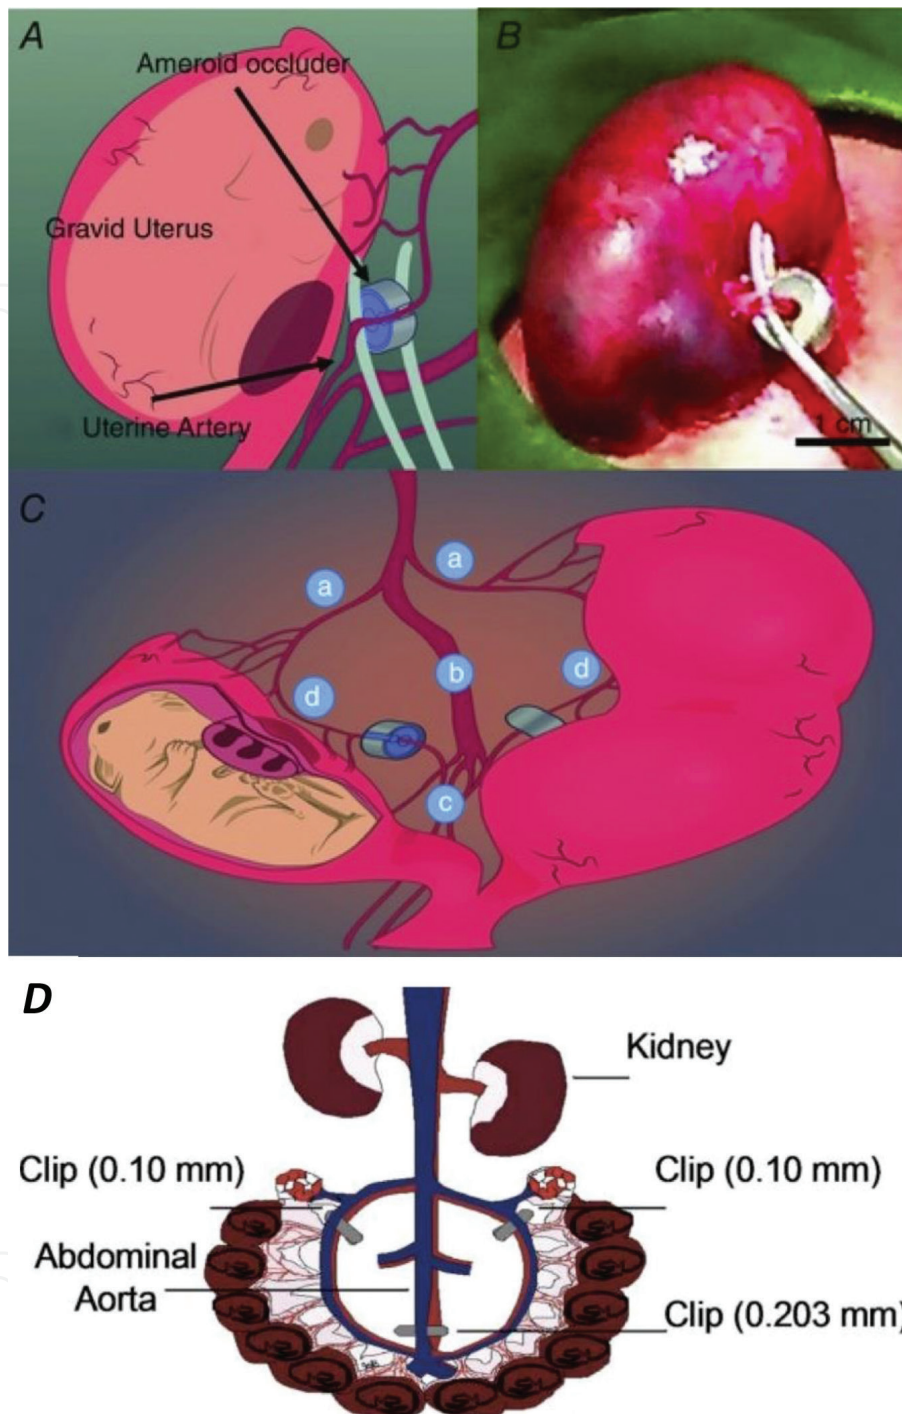 A
Ameroid occluder
Gravid Uterus
Uterine Artery
B
1 cm
C
a
a
b
d
d
c
D
Kidney
Clip (0.10 mm)
Clip (0.10 mm)
Abdominal
Aorta
Clip (0.203 mm)